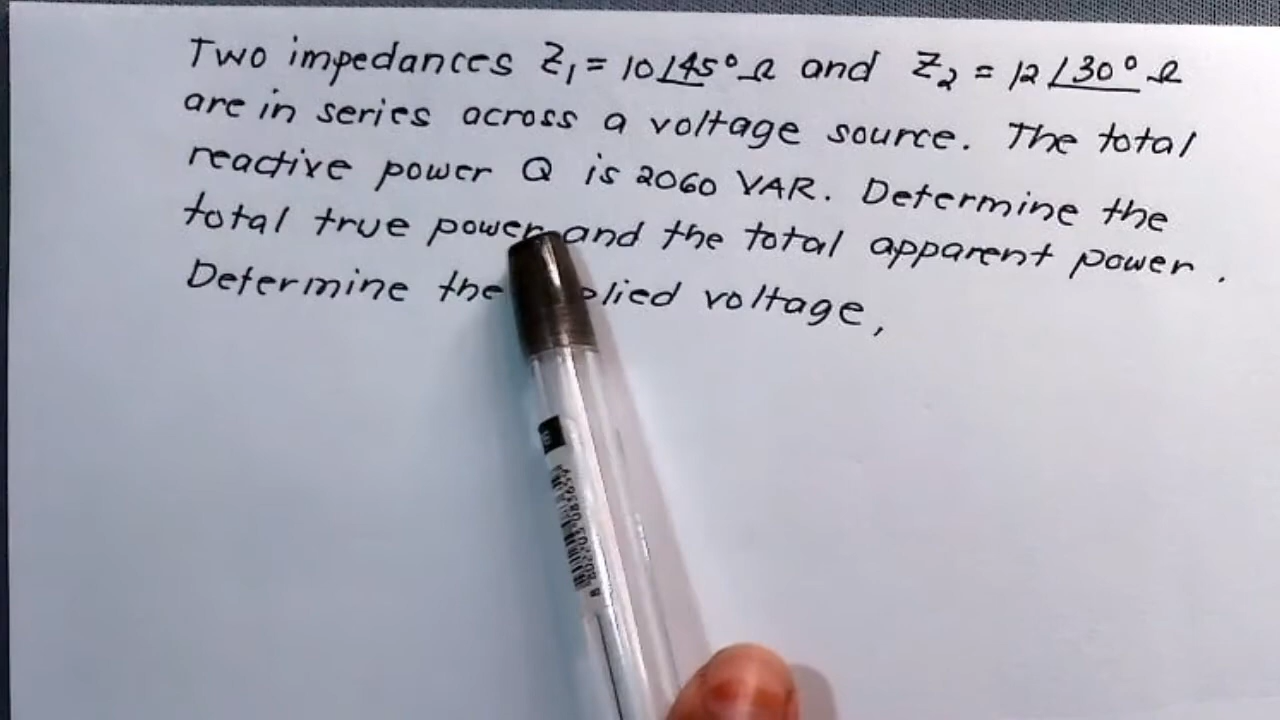 Two impedances Z₁ = 10∠45° Ω and Z₂ = 12∠30° Ω
are in series across a voltage source. The total
reactive power Q is 2060 VAR. Determine the
total true power and the total apparent power.
Determine the voltage,